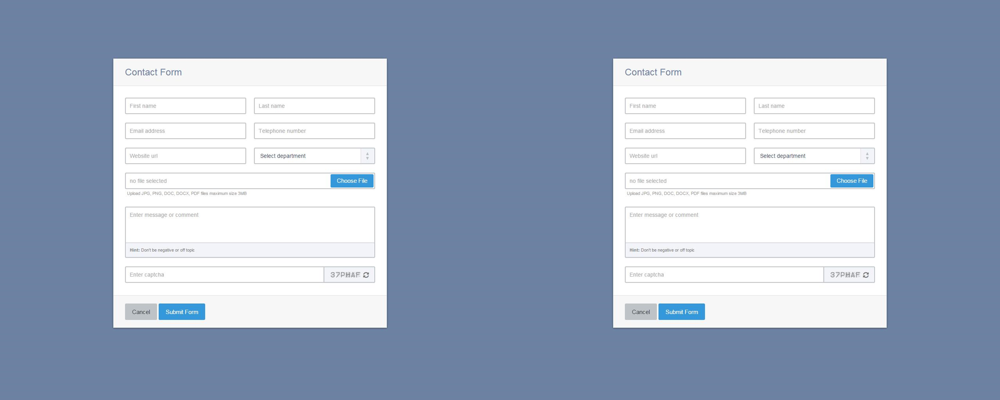 Contact Form
First name
Last name
Email address
Telephone number
Website url
Select department
no file selected
Choose File
Upload JPG, PNG, DOC, DOCX, PDF files maximum size 3MB
Enter message or comment
Hint: Don't be negative or off topic
Enter captcha
37PHAF
Cancel
Submit Form
Contact Form
First name
Last name
Email address
Telephone number
Website url
Select department
no file selected
Choose File
Upload JPG, PNG, DOC, DOCX, PDF files maximum size 3MB
Enter message or comment
Hint: Don't be negative or off topic
Enter captcha
37PHAF
Cancel
Submit Form